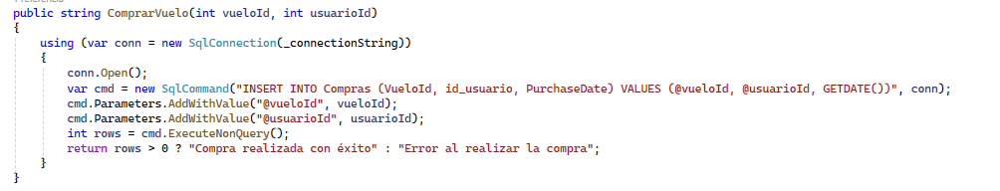 public string ComprarVuelo(int vueloId, int usuarioId)
{
using (var conn = new SqlConnection(_connectionString))
{
conn.Open();
var cmd = new SqlCommand("INSERT INTO Compras (VueloId, id_usuario, PurchaseDate) VALUES (@vueloId, @usuarioId, GETDATE())", conn);
cmd.Parameters.AddWithValue("@vueloId", vueloId);
cmd.Parameters.AddWithValue("@usuarioId", usuarioId);
int rows = cmd.ExecuteNonQuery();
return rows > 0 ? "Compra realizada con éxito" : "Error al realizar la compra";
}
}